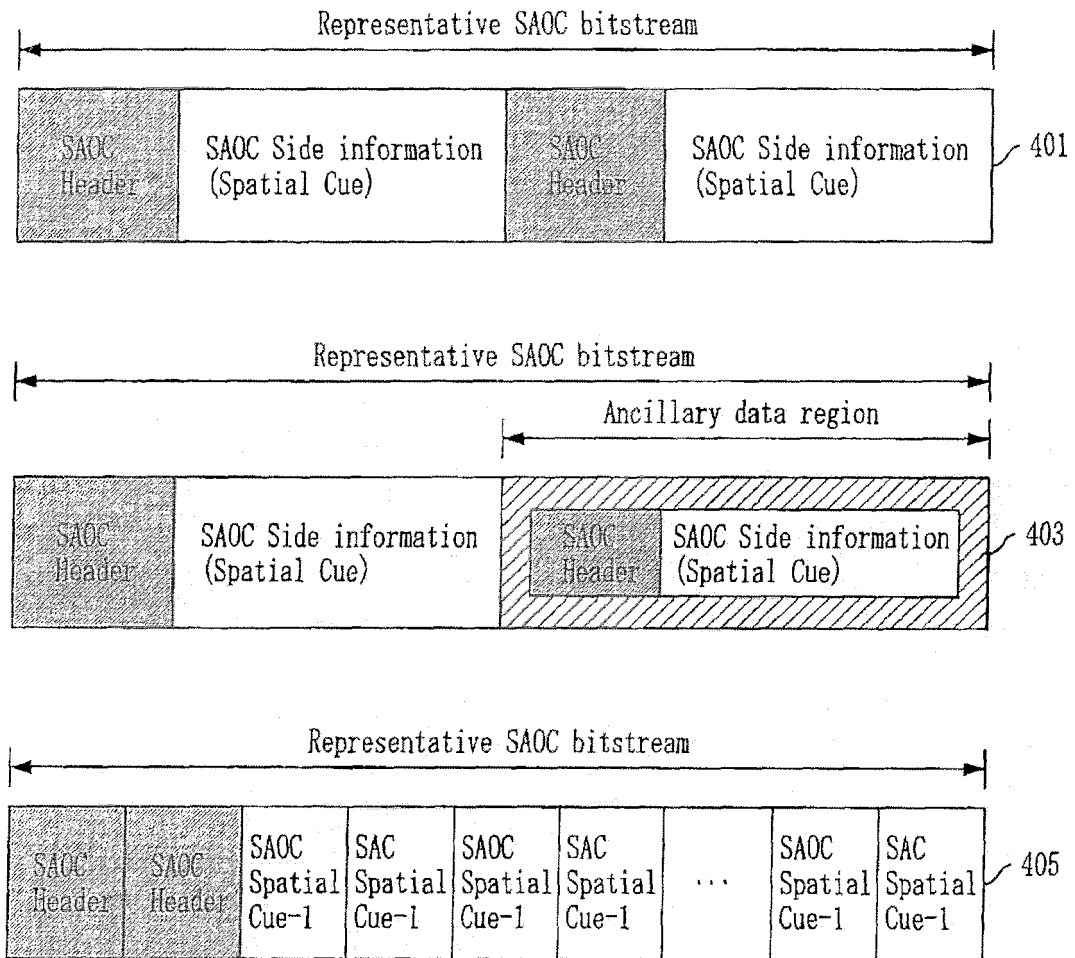 Representative SAOC bitstream
SAOC
Header
SAOC Side information
(Spatial Cue)
SAOC
Header
SAOC Side information
(Spatial Cue)
401
Representative SAOC bitstream
Ancillary data region
SAOC
Header
SAOC Side information
(Spatial Cue)
SAOC
Header
SAOC Side information
(Spatial Cue)
403
Representative SAOC bitstream
SAOC
Header
SAOC
Header
SAOC
Spatial
Cue-1
SAC
Spatial
Cue-1
SAOC
Spatial
Cue-1
SAC
Spatial
Cue-1
...
SAOC
Spatial
Cue-1
SAC
Spatial
Cue-1
405